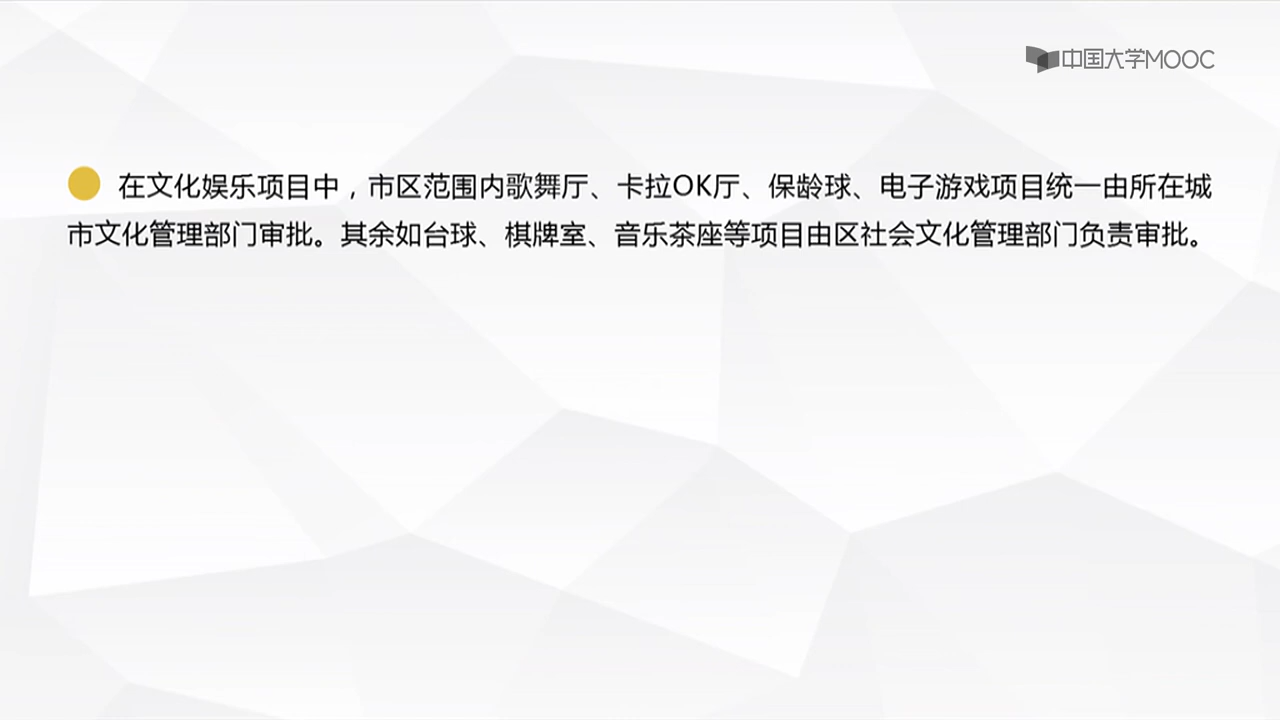 中国大学MOOC
在文化娱乐项目中，市区范围内歌舞厅、卡拉OK厅、保龄球、电子游戏项目统一由所在城
市文化管理部门审批。其余如台球、棋牌室、音乐茶座等项目由区社会文化管理部门负责审批。